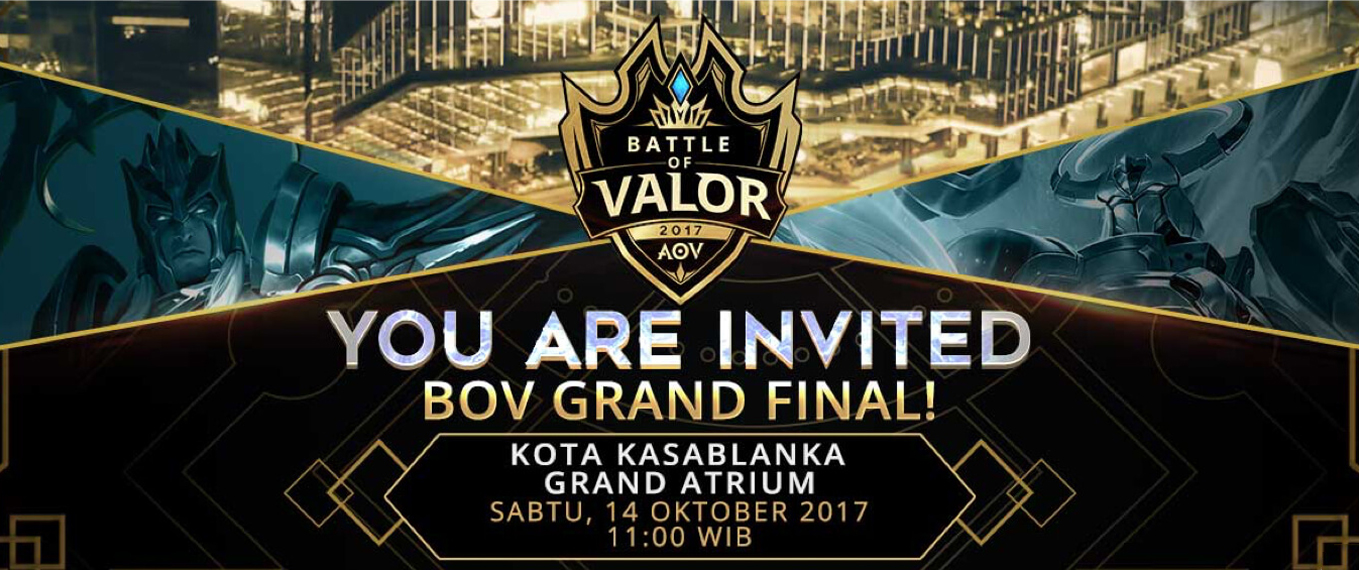 BATTLE
OF
VALOR
2017
AOV
YOU ARE INVITED
BOV GRAND FINAL!
KOTA KASABLANKA
GRAND ATRIUM
SABTU, 14 OKTOBER 2017
11:00 WIB